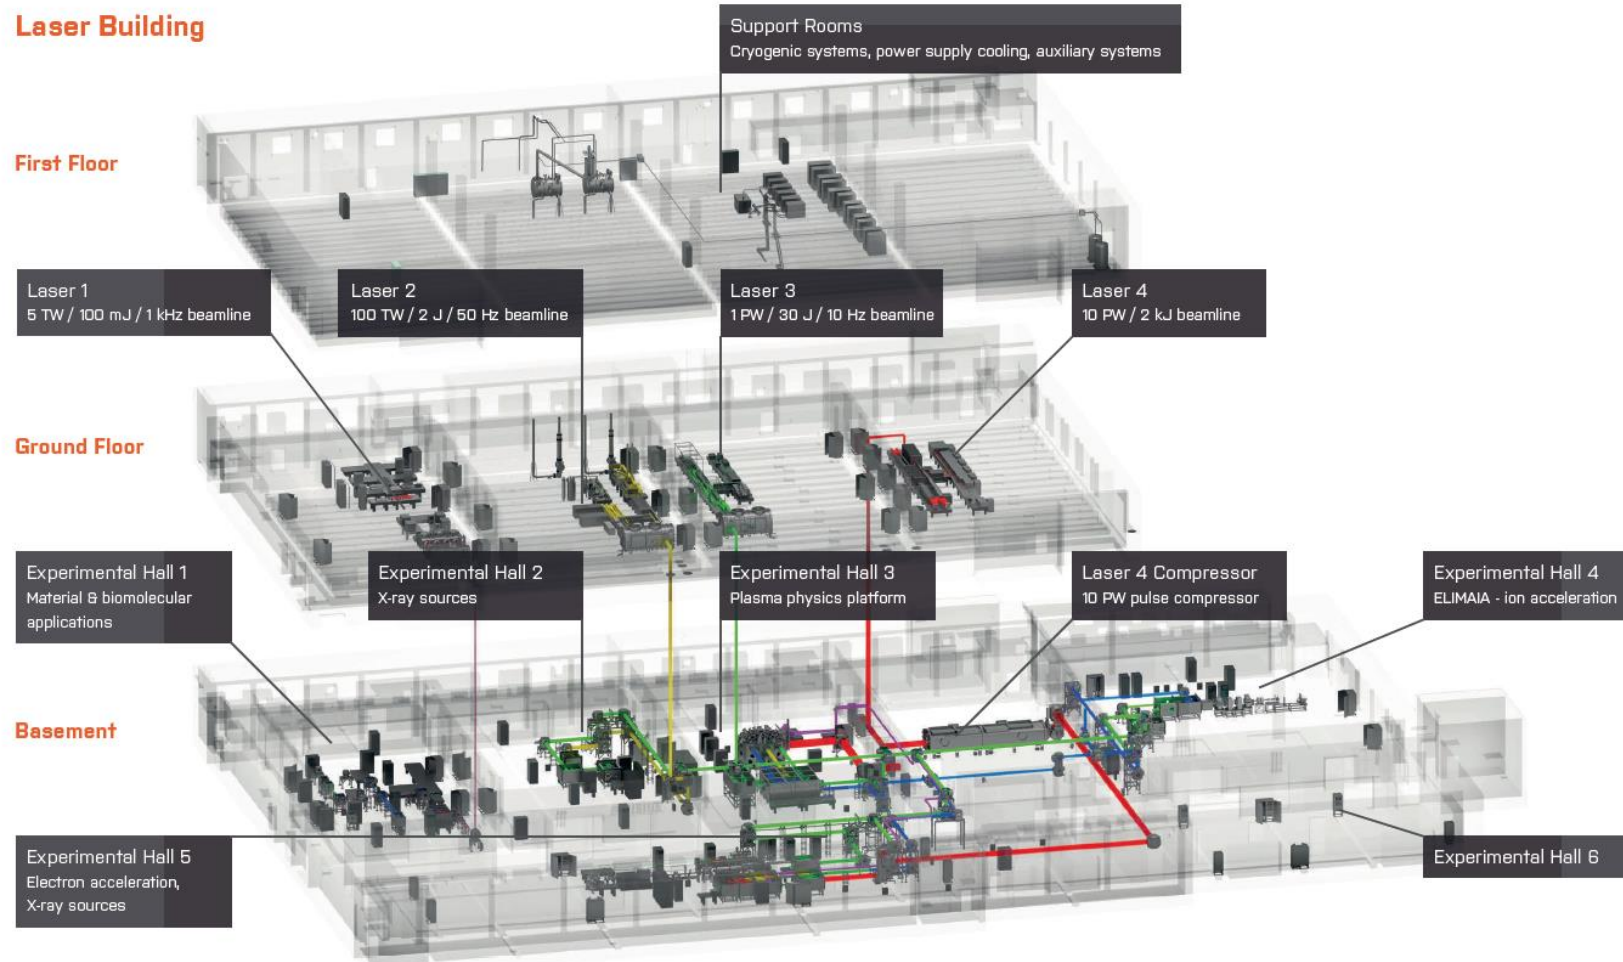 Laser Building
Support Rooms
Cryogenic systems, power supply cooling, auxiliary systems
First Floor
Laser 1
5 TW / 100 mJ / 1 kHz beamline
Laser 2
100 TW / 2 J / 50 Hz beamline
Laser 3
1 PW / 30 J / 10 Hz beamline
Laser 4
10 PW / 2 kJ beamline
Ground Floor
Experimental Hall 1
Material & biomolecular
applications
Experimental Hall 2
X-ray sources
Experimental Hall 3
Plasma physics platform
Laser 4 Compressor
10 PW pulse compressor
Experimental Hall 4
ELIMAIA - ion acceleration
Basement
Experimental Hall 5
Electron acceleration,
X-ray sources
Experimental Hall 6